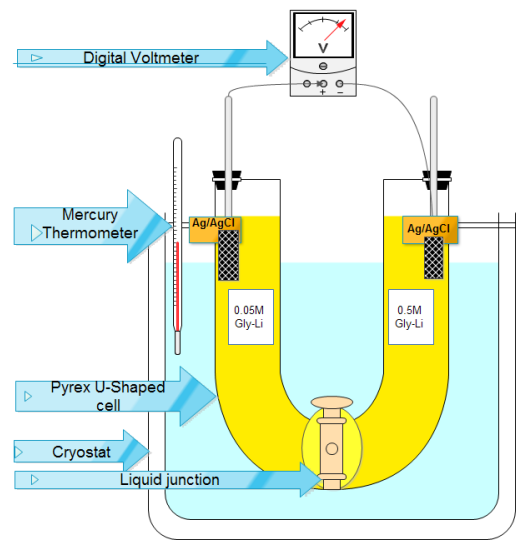 Digital Voltmeter
V
+ −
Mercury
Thermometer
Ag/AgCl
Ag/AgCl
0.05M
Gly-Li
0.5M
Gly-Li
Pyrex U-Shaped
cell
Cryostat
Liquid junction